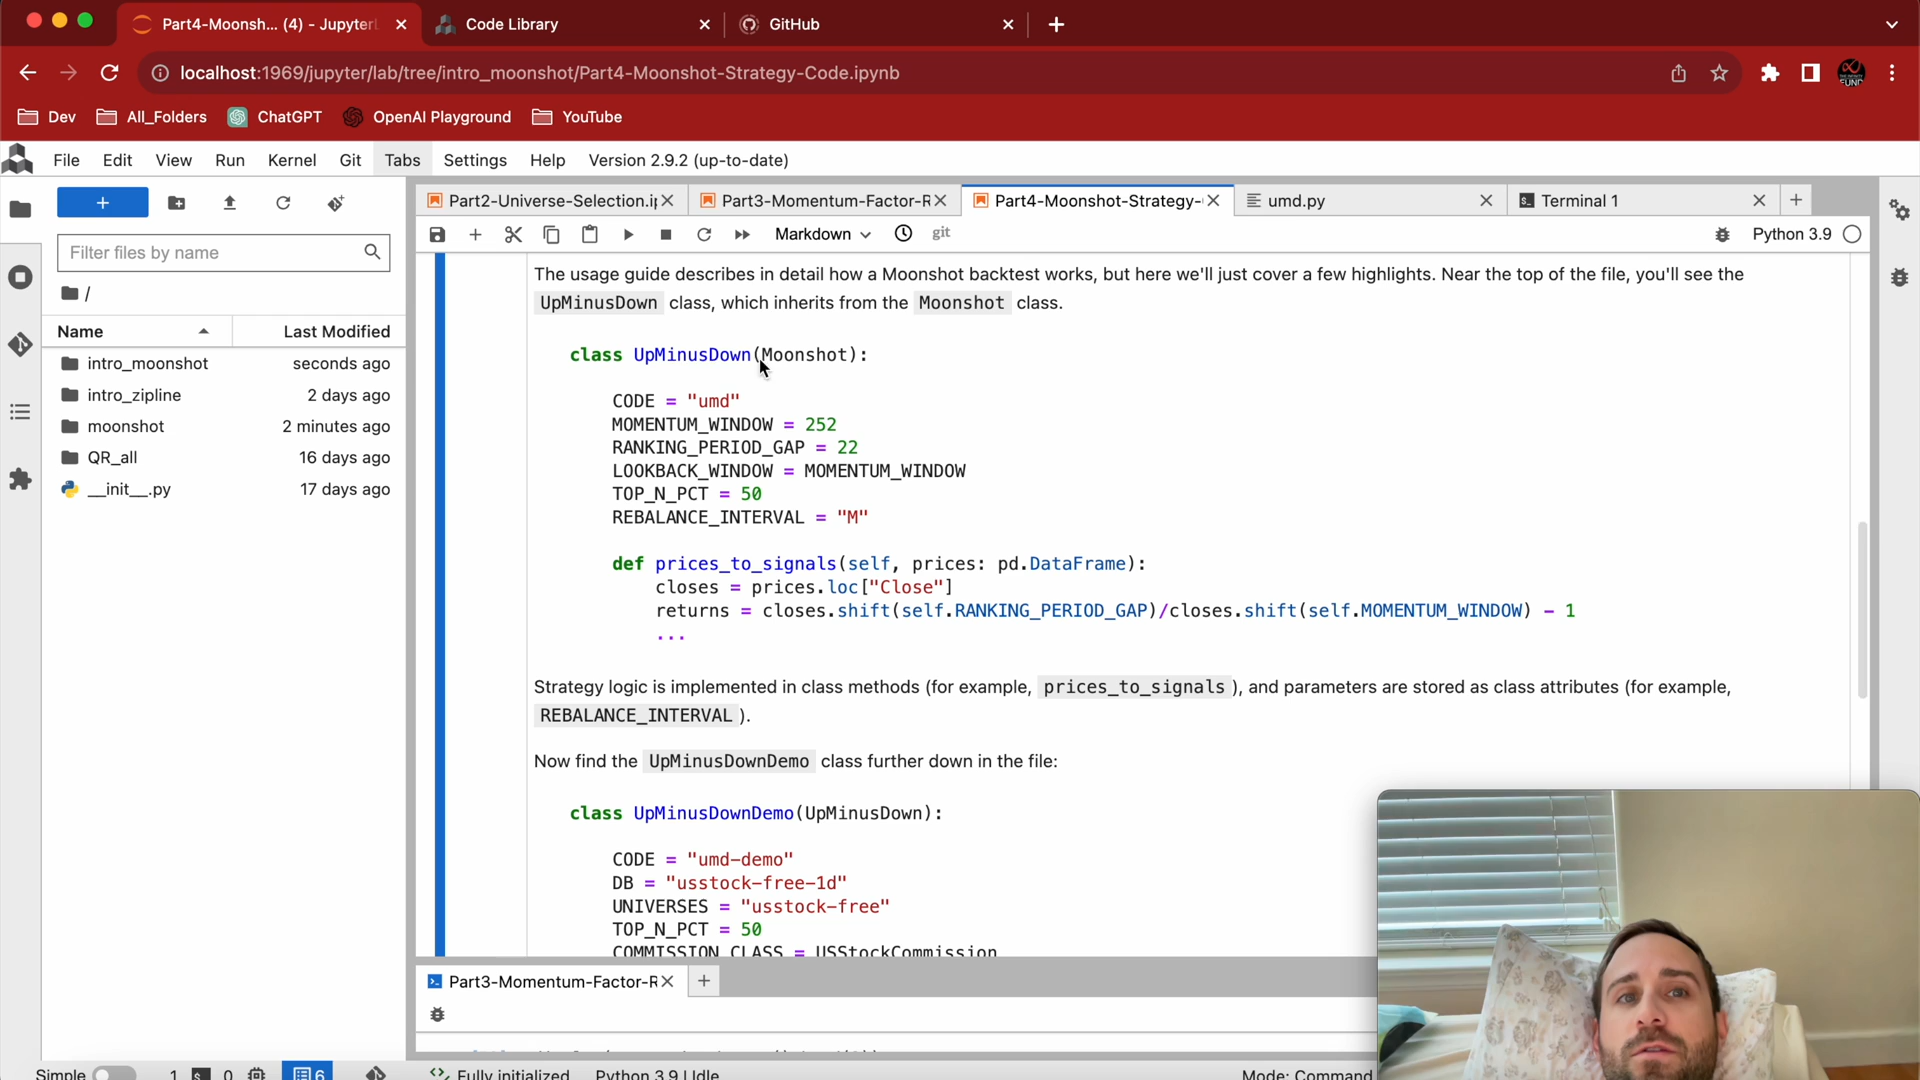 Part4-Moonsh... (4) - Jupyter
Code Library
GitHub
localhost:1969/jupyter/lab/tree/intro_moonshot/Part4-Moonshot-Strategy-Code.ipynb
Dev
All_Folders
ChatGPT
OpenAI Playground
YouTube
File Edit View Run Kernel Git Tabs Settings Help Version 2.9.2 (up-to-date)
Part2-Universe-Selection.i
Part3-Momentum-Factor-R
Part4-Moonshot-Strategy-
umd.py
Terminal 1
Markdown
git
Python 3.9
Filter files by name
/
Name Last Modified
intro_moonshot seconds ago
intro_zipline 2 days ago
moonshot 2 minutes ago
QR_all 16 days ago
__init__.py 17 days ago
The usage guide describes in detail how a Moonshot backtest works, but here we'll just cover a few highlights. Near the top of the file, you'll see the
UpMinusDown class, which inherits from the Moonshot class.
class UpMinusDown(Moonshot):
CODE = "umd"
MOMENTUM_WINDOW = 252
RANKING_PERIOD_GAP = 22
LOOKBACK_WINDOW = MOMENTUM_WINDOW
TOP_N_PCT = 50
REBALANCE_INTERVAL = "M"
def prices_to_signals(self, prices: pd.DataFrame):
closes = prices.loc["Close"]
returns = closes.shift(self.RANKING_PERIOD_GAP)/closes.shift(self.MOMENTUM_WINDOW) - 1
...
Strategy logic is implemented in class methods (for example, prices_to_signals ), and parameters are stored as class attributes (for example,
REBALANCE_INTERVAL ).
Now find the UpMinusDownDemo class further down in the file:
class UpMinusDownDemo(UpMinusDown):
CODE = "umd-demo"
DB = "usstock-free-1d"
UNIVERSES = "usstock-free"
TOP_N_PCT = 50
COMMISSION_CLASS = USStockCommission
Part3-Momentum-Factor-R
Simple
1
0
6
Fully initialized
Python 3.9 | Idle
Mode: Command